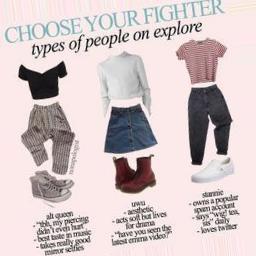 CHOOSE YOUR FIGHTER
types of people on explore
alt queen
- "tbh, my piercing
didn't even hurt"
- best taste in music
- takes really good
mirror selfies
uwu
- aesthetic
- acts soft but lives
for drama
- "have you seen the
latest emma video?"
stannie
- owns a popular
spam account
- says "wig! tea,
sis" daily
- loves twitter